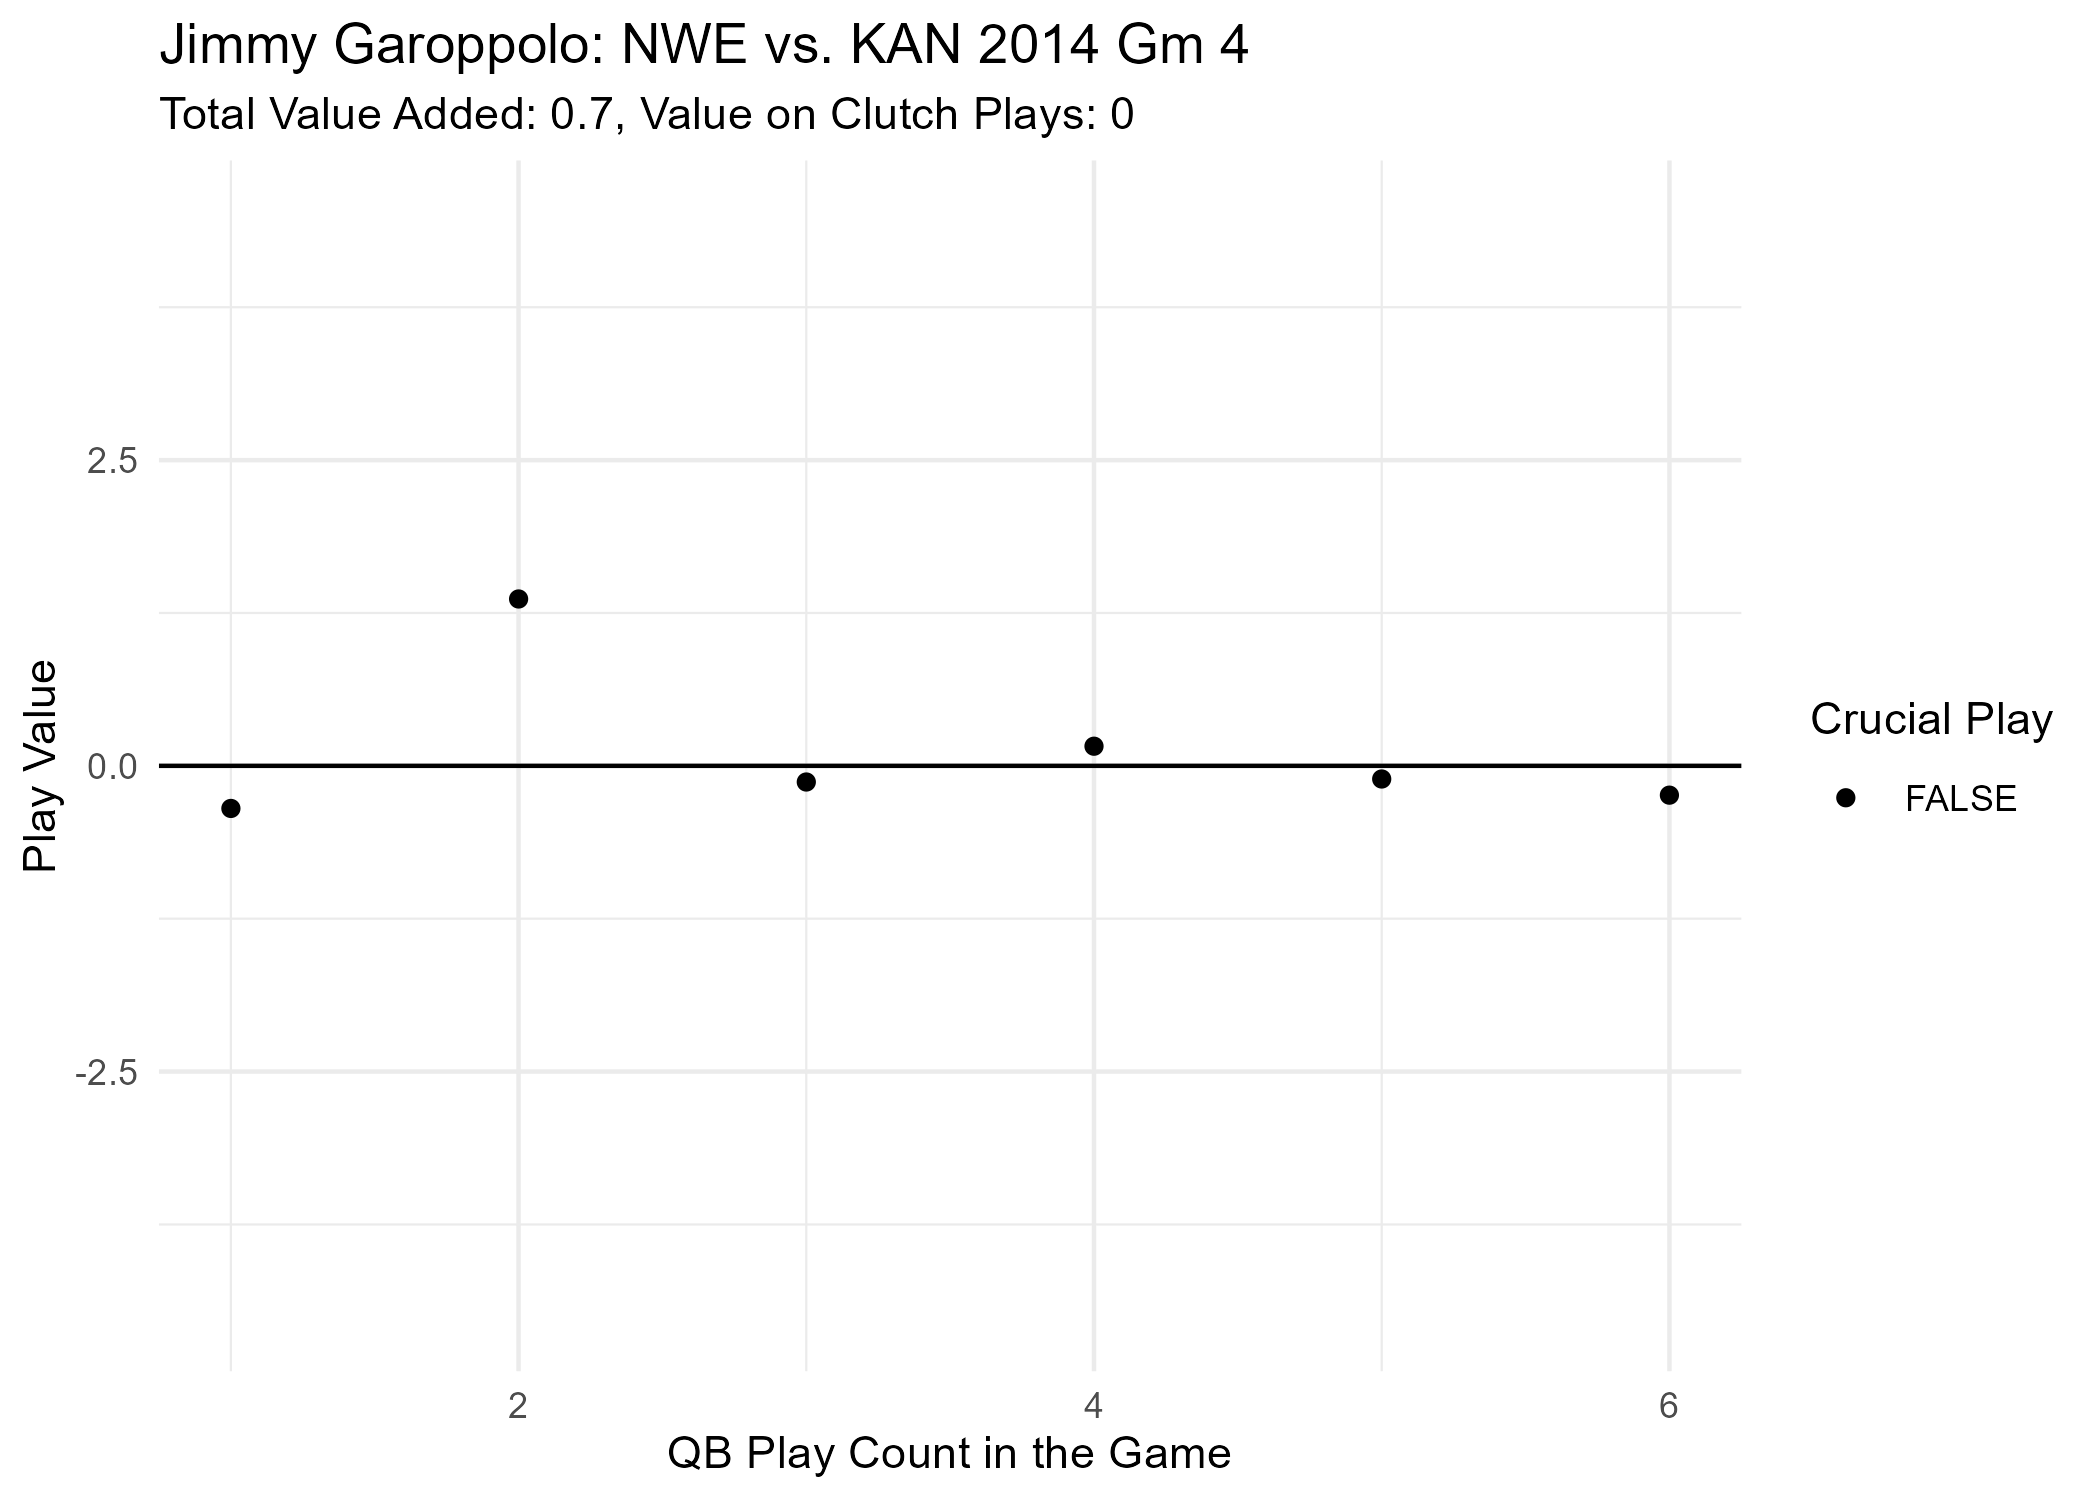 Jimmy Garoppolo: NWE vs. KAN 2014 Gm 4
Total Value Added: 0.7, Value on Clutch Plays: 0
2.5
0.0
-2.5
Play Value
2
4
6
QB Play Count in the Game
Crucial Play
FALSE